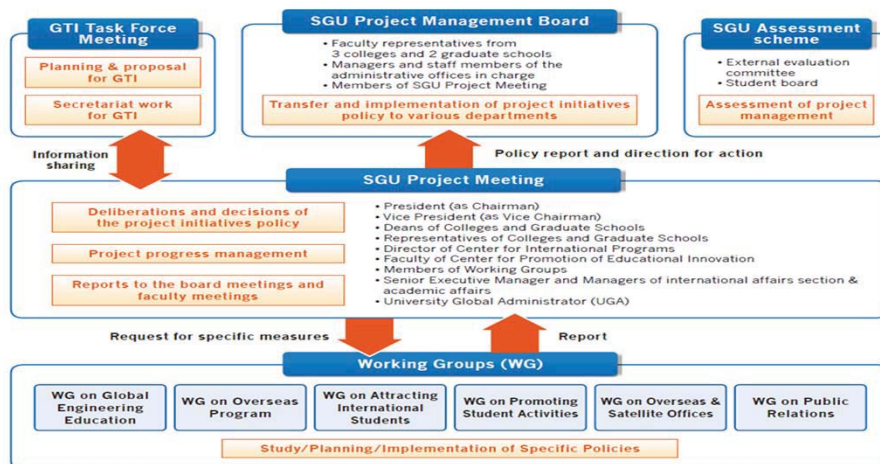 GTI Task Force
Meeting
Planning & proposal
for GTI
Secretariat work
for GTI
SGU Project Management Board
• Faculty representatives from
3 colleges and 2 graduate schools
• Managers and staff members of the
administrative offices in charge
• Members of SGU Project Meeting
Transfer and implementation of project initiatives
policy to various departments
SGU Assessment
scheme
• External evaluation
committee
• Student board
Assessment of project
management
Information
sharing
Policy report and direction for action
SGU Project Meeting
Deliberations and decisions of
the project initiatives policy
Project progress management
Reports to the board meetings and
faculty meetings
• President (as Chairman)
• Vice President (as Vice Chairman)
• Deans of Colleges and Graduate Schools
• Representatives of Colleges and Graduate Schools
• Director of Center for International Programs
• Faculty of Center for Promotion of Educational Innovation
• Members of Working Groups
• Senior Executive Manager and Managers of international affairs section &
academic affairs
• University Global Administrator (UGA)
Request for specific measures
Report
Working Groups (WG)
WG on Global
Engineering
Education
WG on Overseas
Program
WG on Attracting
International
Students
WG on Promoting
Student Activities
WG on Overseas &
Satellite Offices
WG on Public
Relations
Study/Planning/Implementation of Specific Policies